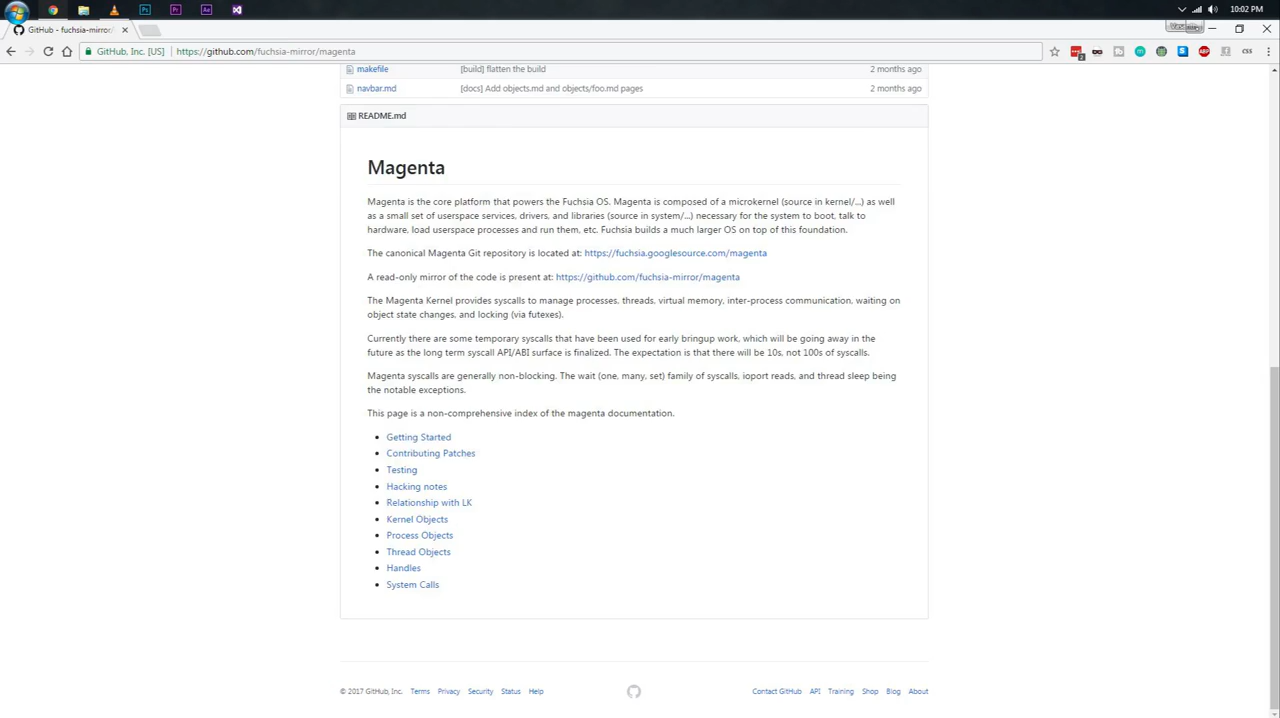 10:02 PM
GitHub - fuchsia-mirror/
GitHub, Inc. [US] https://github.com/fuchsia-mirror/magenta
makefile [build] flatten the build 2 months ago
navbar.md [docs] Add objects.md and objects/foo.md pages 2 months ago
README.md
Magenta
Magenta is the core platform that powers the Fuchsia OS. Magenta is composed of a microkernel (source in kernel/...) as well
as a small set of userspace services, drivers, and libraries (source in system/...) necessary for the system to boot, talk to
hardware, load userspace processes and run them, etc. Fuchsia builds a much larger OS on top of this foundation.
The canonical Magenta Git repository is located at: https://fuchsia.googlesource.com/magenta
A read-only mirror of the code is present at: https://github.com/fuchsia-mirror/magenta
The Magenta Kernel provides syscalls to manage processes, threads, virtual memory, inter-process communication, waiting on
object state changes, and locking (via futexes).
Currently there are some temporary syscalls that have been used for early bringup work, which will be going away in the
future as the long term syscall API/ABI surface is finalized. The expectation is that there will be 10s, not 100s of syscalls.
Magenta syscalls are generally non-blocking. The wait (one, many, set) family of syscalls, ioport reads, and thread sleep being
the notable exceptions.
This page is a non-comprehensive index of the magenta documentation.
Getting Started
Contributing Patches
Testing
Hacking notes
Relationship with LK
Kernel Objects
Process Objects
Thread Objects
Handles
System Calls
© 2017 GitHub, Inc. Terms Privacy Security Status Help Contact GitHub API Training Shop Blog About